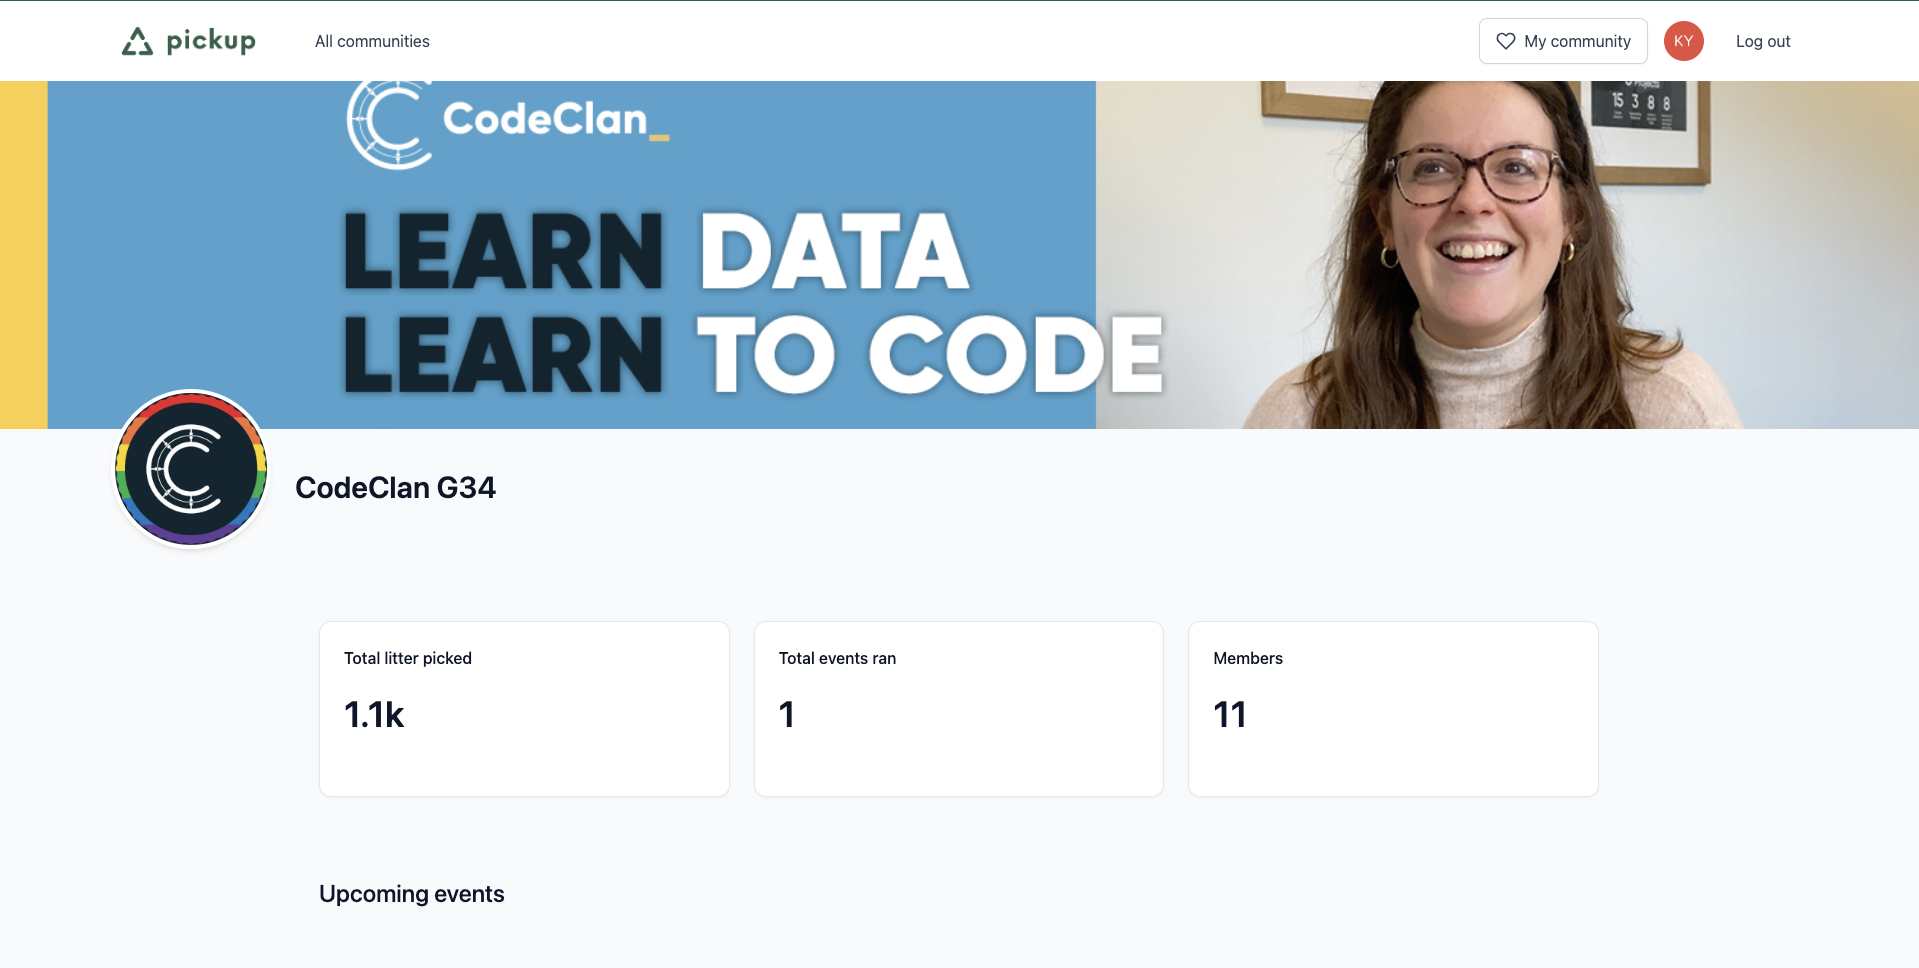 pickup
All communities
My community
KY
Log out
CodeClan_
LEARN DATA
LEARN TO CODE
15 3 8 8
CodeClan G34
Total litter picked
1.1k
Total events ran
1
Members
11
Upcoming events